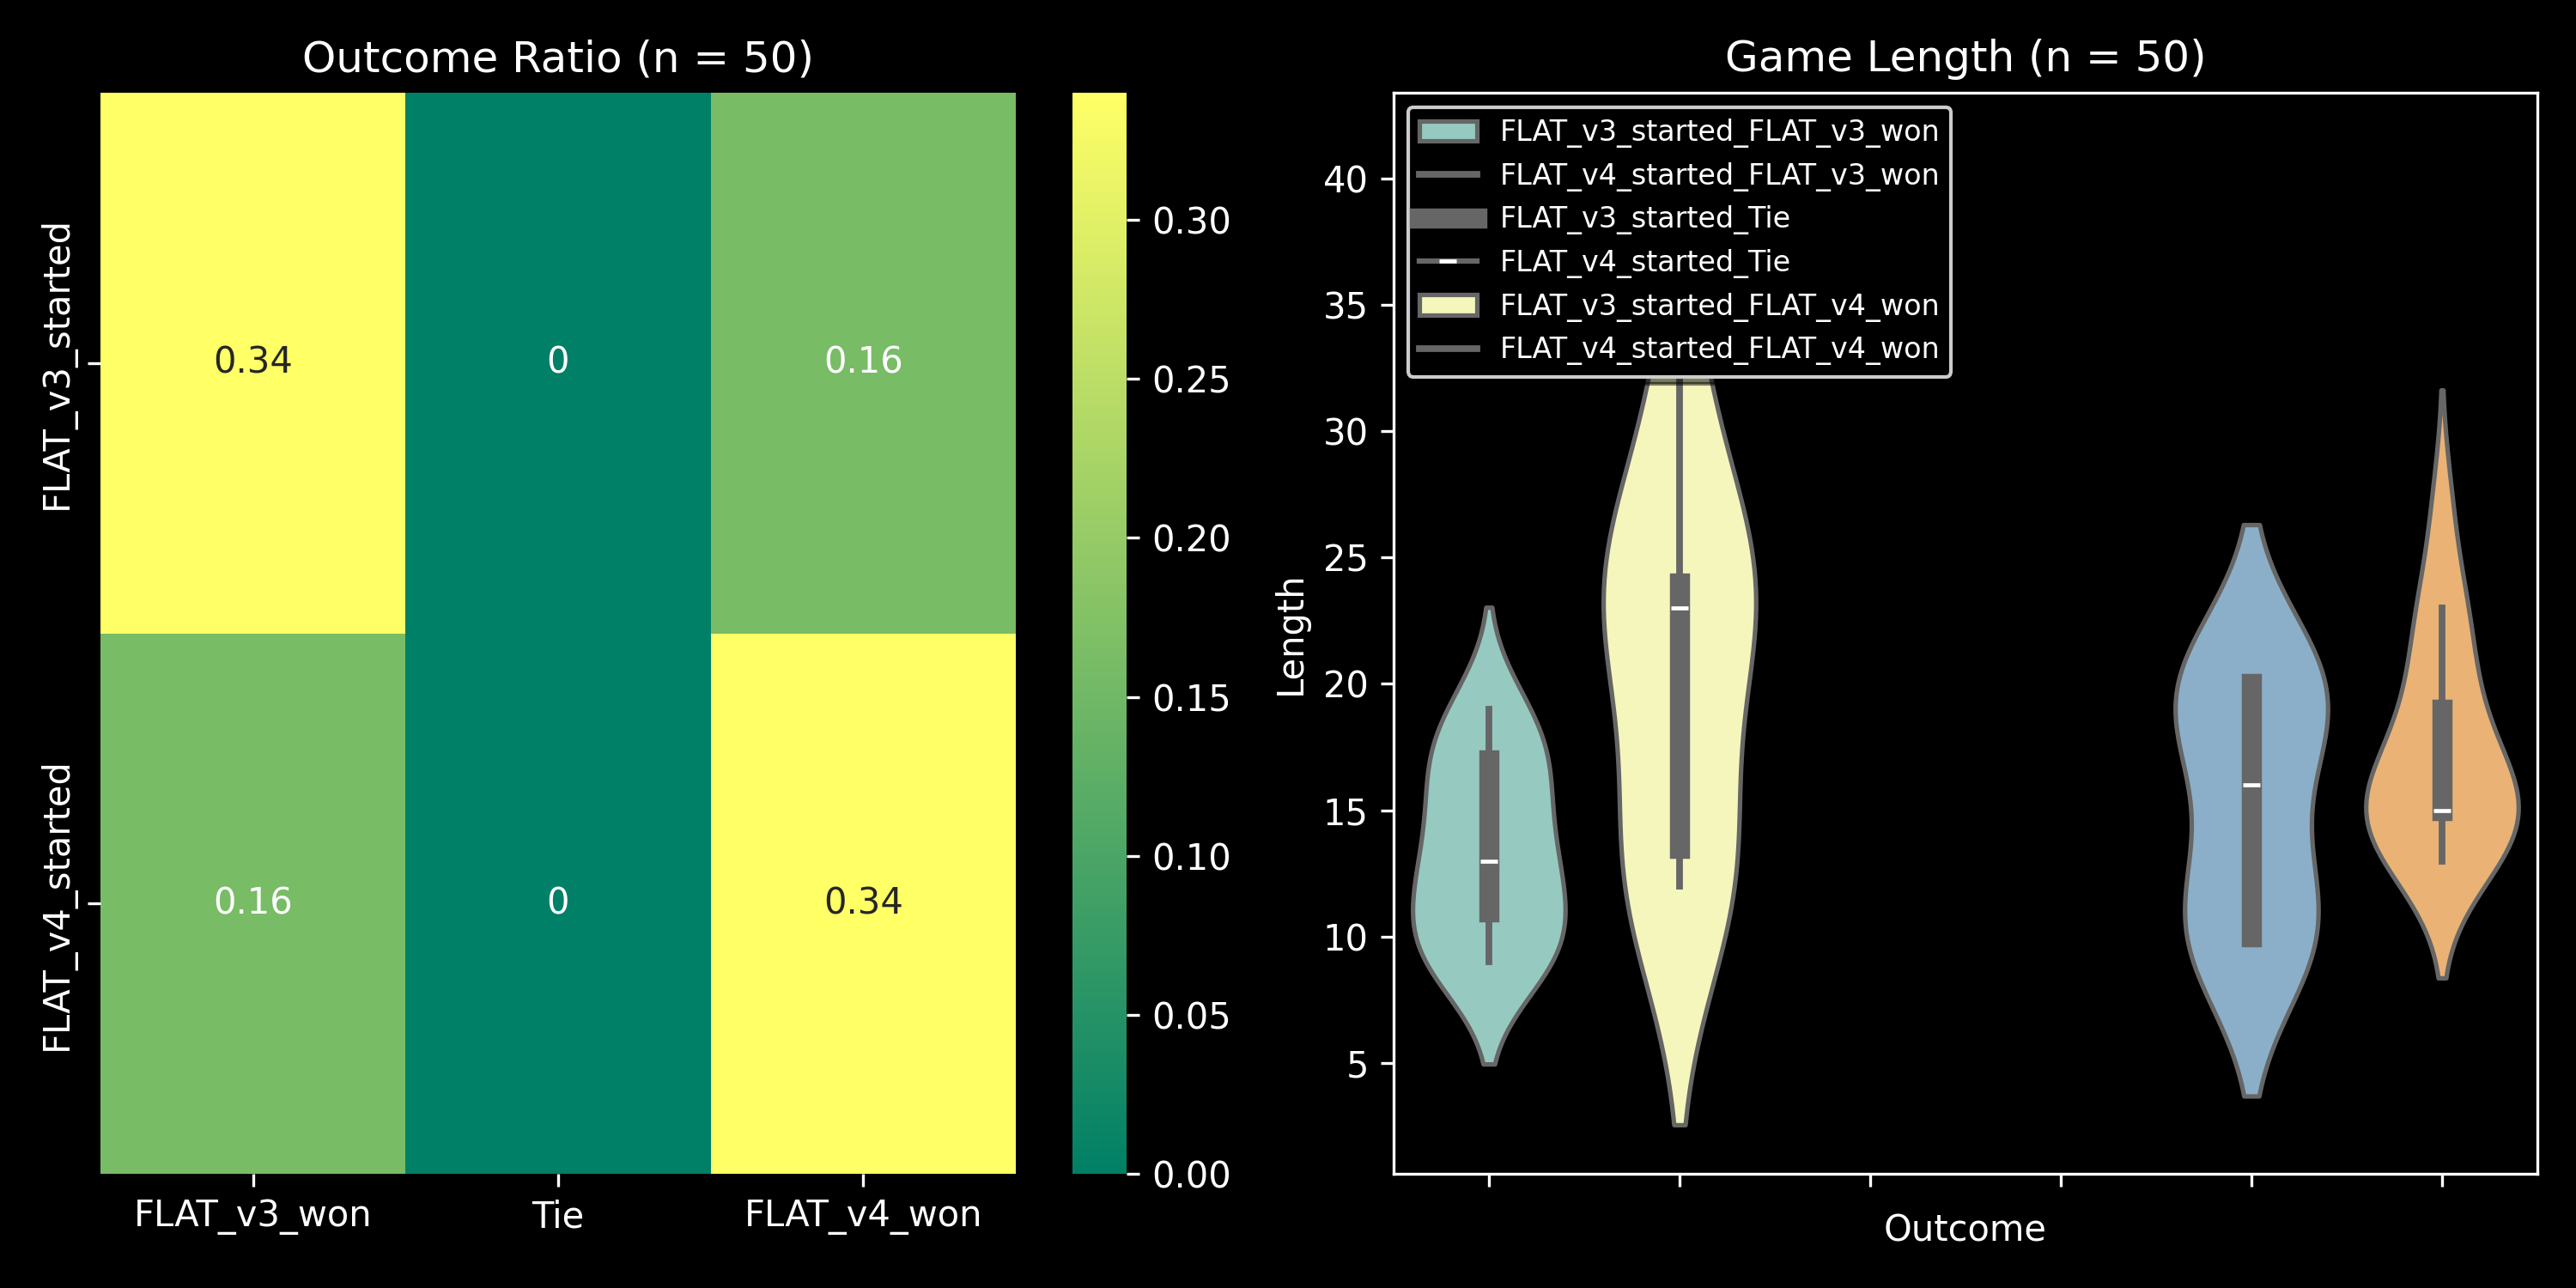 Outcome Ratio (n = 50)
FLAT_v3_started
FLAT_v4_started
0.34
0
0.16
0.16
0
0.34
FLAT_v3_won
Tie
FLAT_v4_won
0.30
0.25
0.20
0.15
0.10
0.05
0.00
Game Length (n = 50)
FLAT_v3_started_FLAT_v3_won
FLAT_v4_started_FLAT_v3_won
FLAT_v3_started_Tie
FLAT_v4_started_Tie
FLAT_v3_started_FLAT_v4_won
FLAT_v4_started_FLAT_v4_won
Length
40
35
30
25
20
15
10
5
Outcome